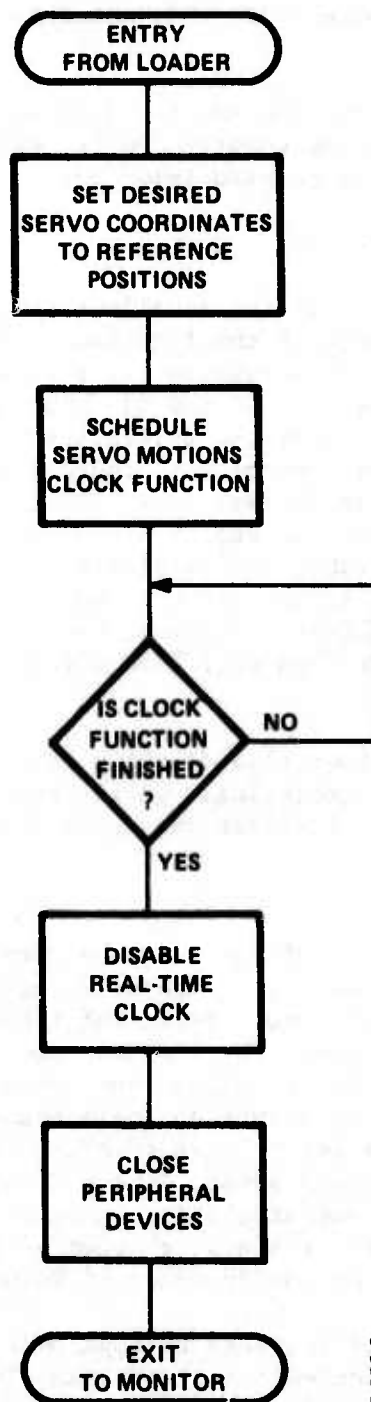 ENTRY
FROM LOADER
SET DESIRED
SERVO COORDINATES
TO REFERENCE
POSITIONS
SCHEDULE
SERVO MOTIONS
CLOCK FUNCTION
IS CLOCK
FUNCTION
FINISHED
?
NO
YES
DISABLE
REAL-TIME
CLOCK
CLOSE
PERIPHERAL
DEVICES
EXIT
TO MONITOR